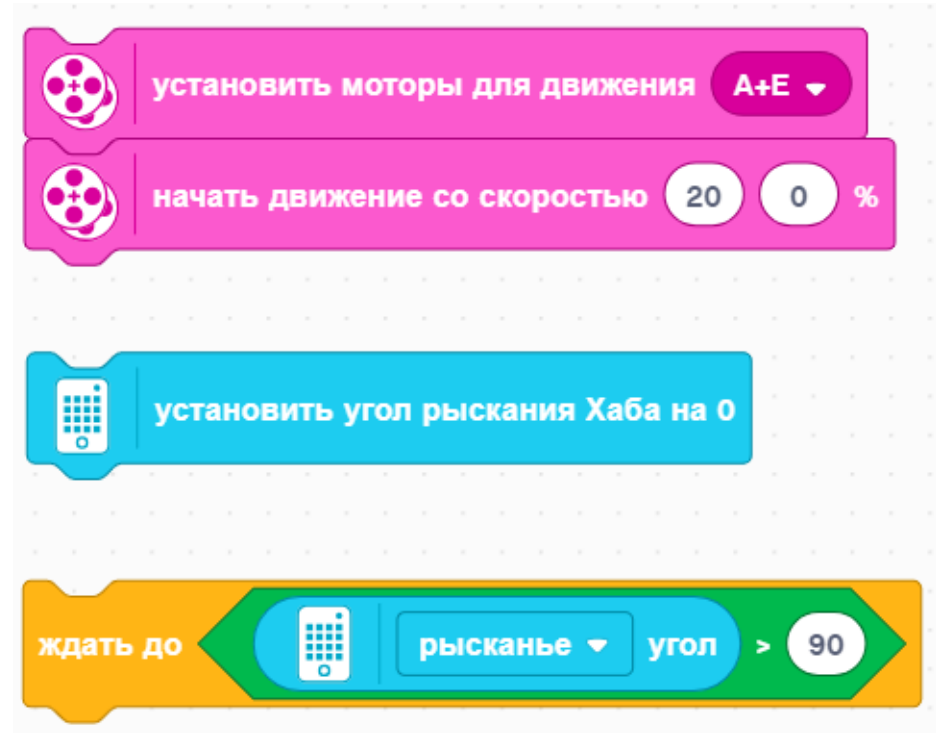 установить моторы для движения A+E
начать движение со скоростью 20 0 %
установить угол рыскания Хаба на 0
ждать до рысканье угол > 90